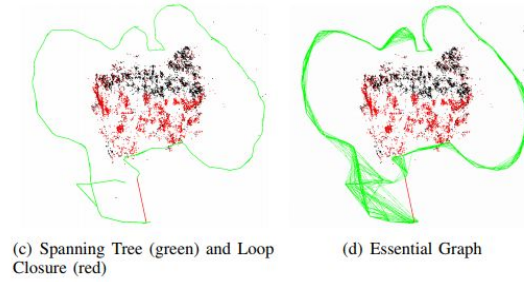 (c) Spanning Tree (green) and Loop
Closure (red)
(d) Essential Graph